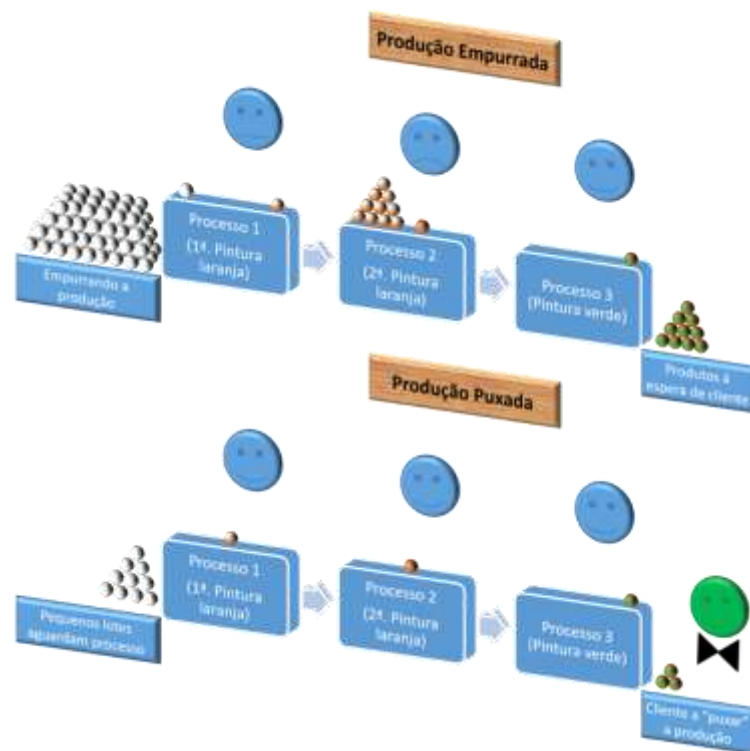 Produção Empurrada
Empurrando a
produção
Processo 1
(1ª. Pintura
laranja)
Processo 2
(2ª. Pintura
laranja)
Processo 3
(Pintura verde)
Produtos à
espera de cliente
Produção Puxada
Pequenos lotes
aguardam processo
Processo 1
(1ª. Pintura
laranja)
Processo 2
(2ª. Pintura
laranja)
Processo 3
(Pintura verde)
Cliente a "puxar"
a produção